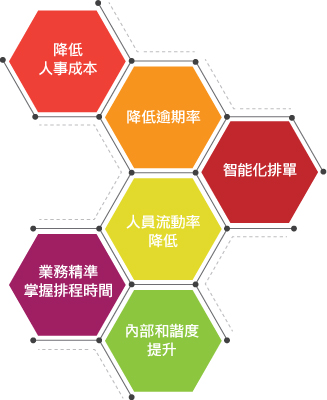 降低
人事成本
降低逾期率
智能化排單
人員流動率
降低
業務精準
掌握排程時間
內部和諧度
提升